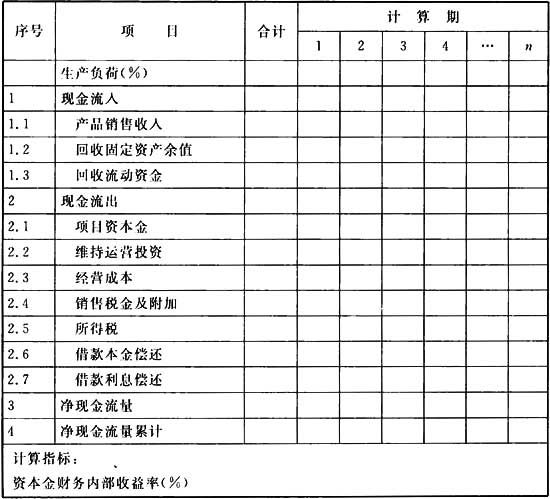 序号 项目 合计 计算期
1 2 3 4 … n
生产负荷(%)
1 现金流入
1.1 产品销售收入
1.2 回收固定资产余值
1.3 回收流动资金
2 现金流出
2.1 项目资本金
2.2 维持运营投资
2.3 经营成本
2.4 销售税金及附加
2.5 所得税
2.6 借款本金偿还
2.7 借款利息偿还
3 净现金流量
4 净现金流量累计
计算指标:
资本金财务内部收益率(%)